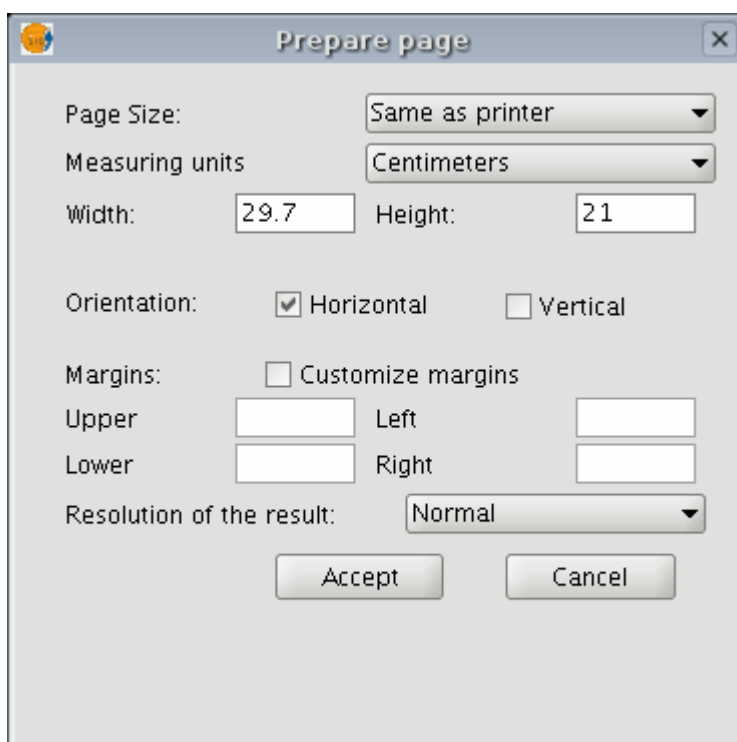 Prepare page
Page Size: Same as printer
Measuring units Centimeters
Width: 29.7 Height: 21
Orientation: Horizontal Vertical
Margins: Customize margins
Upper Left
Lower Right
Resolution of the result: Normal
Accept Cancel